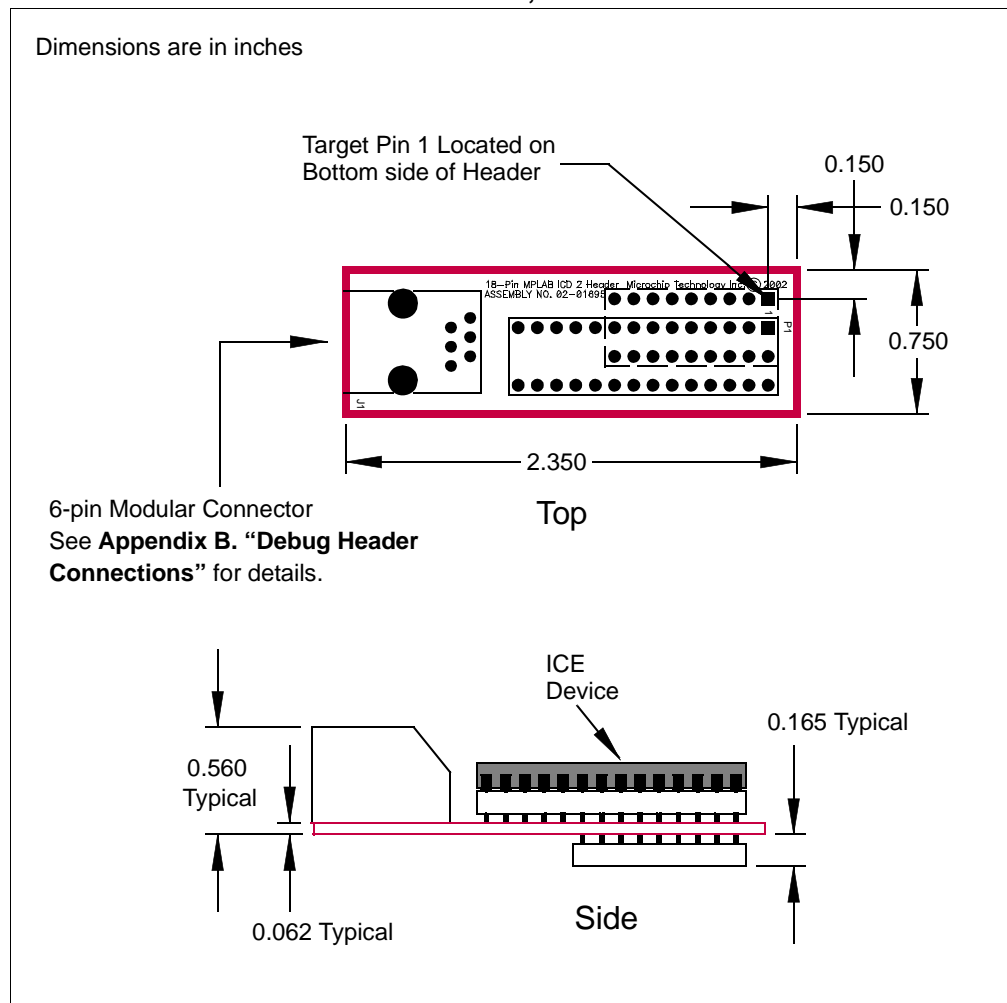 Dimensions are in inches
Target Pin 1 Located on
Bottom side of Header
0.150
0.150
18-Pin MPLAB ICD 2 Header Microchip Technology Inc. © 2002
ASSEMBLY NO. 02-01695
1
P1
0.750
J1
2.350
6-pin Modular Connector
See Appendix B. “Debug Header
Connections” for details.
Top
ICE
Device
0.165 Typical
0.560
Typical
0.062 Typical
Side